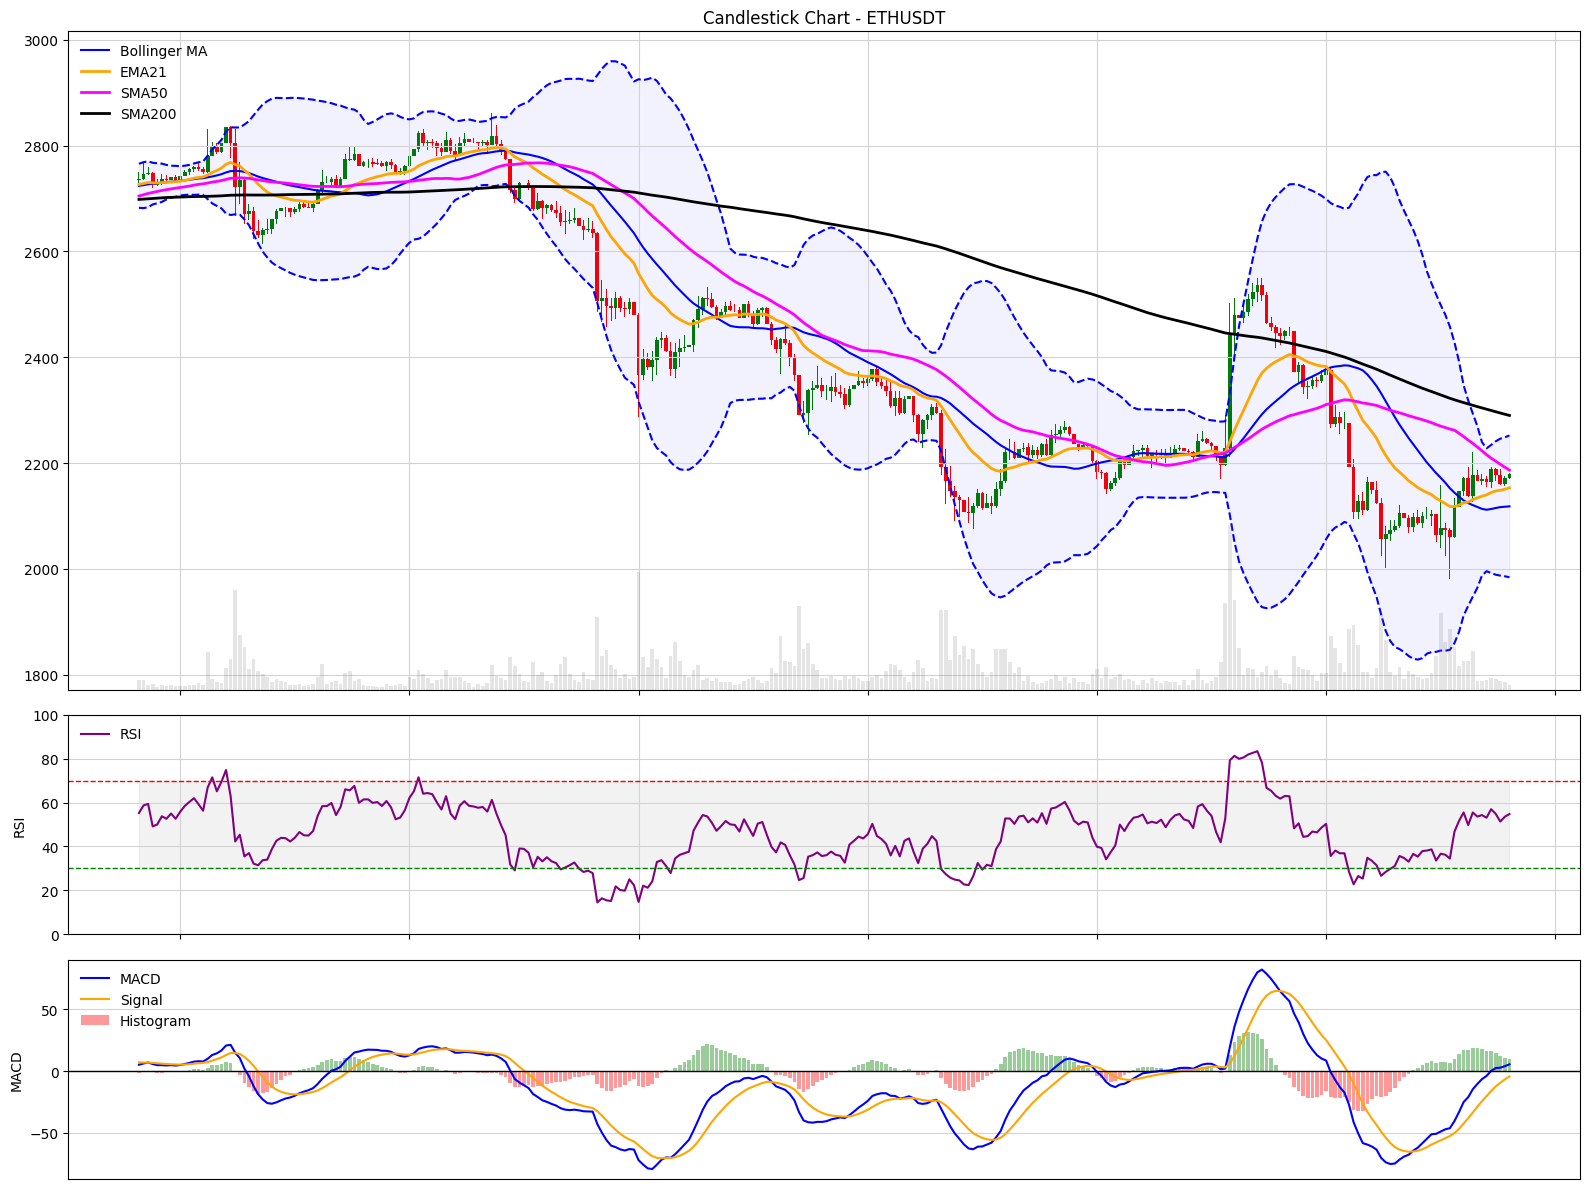 Candlestick Chart - ETHUSDT
3000
2800
2600
2400
2200
2000
1800
Bollinger MA
EMA21
SMA50
SMA200
100
80
60
40
20
0
RSI
RSI
50
0
−50
MACD
MACD
Signal
Histogram